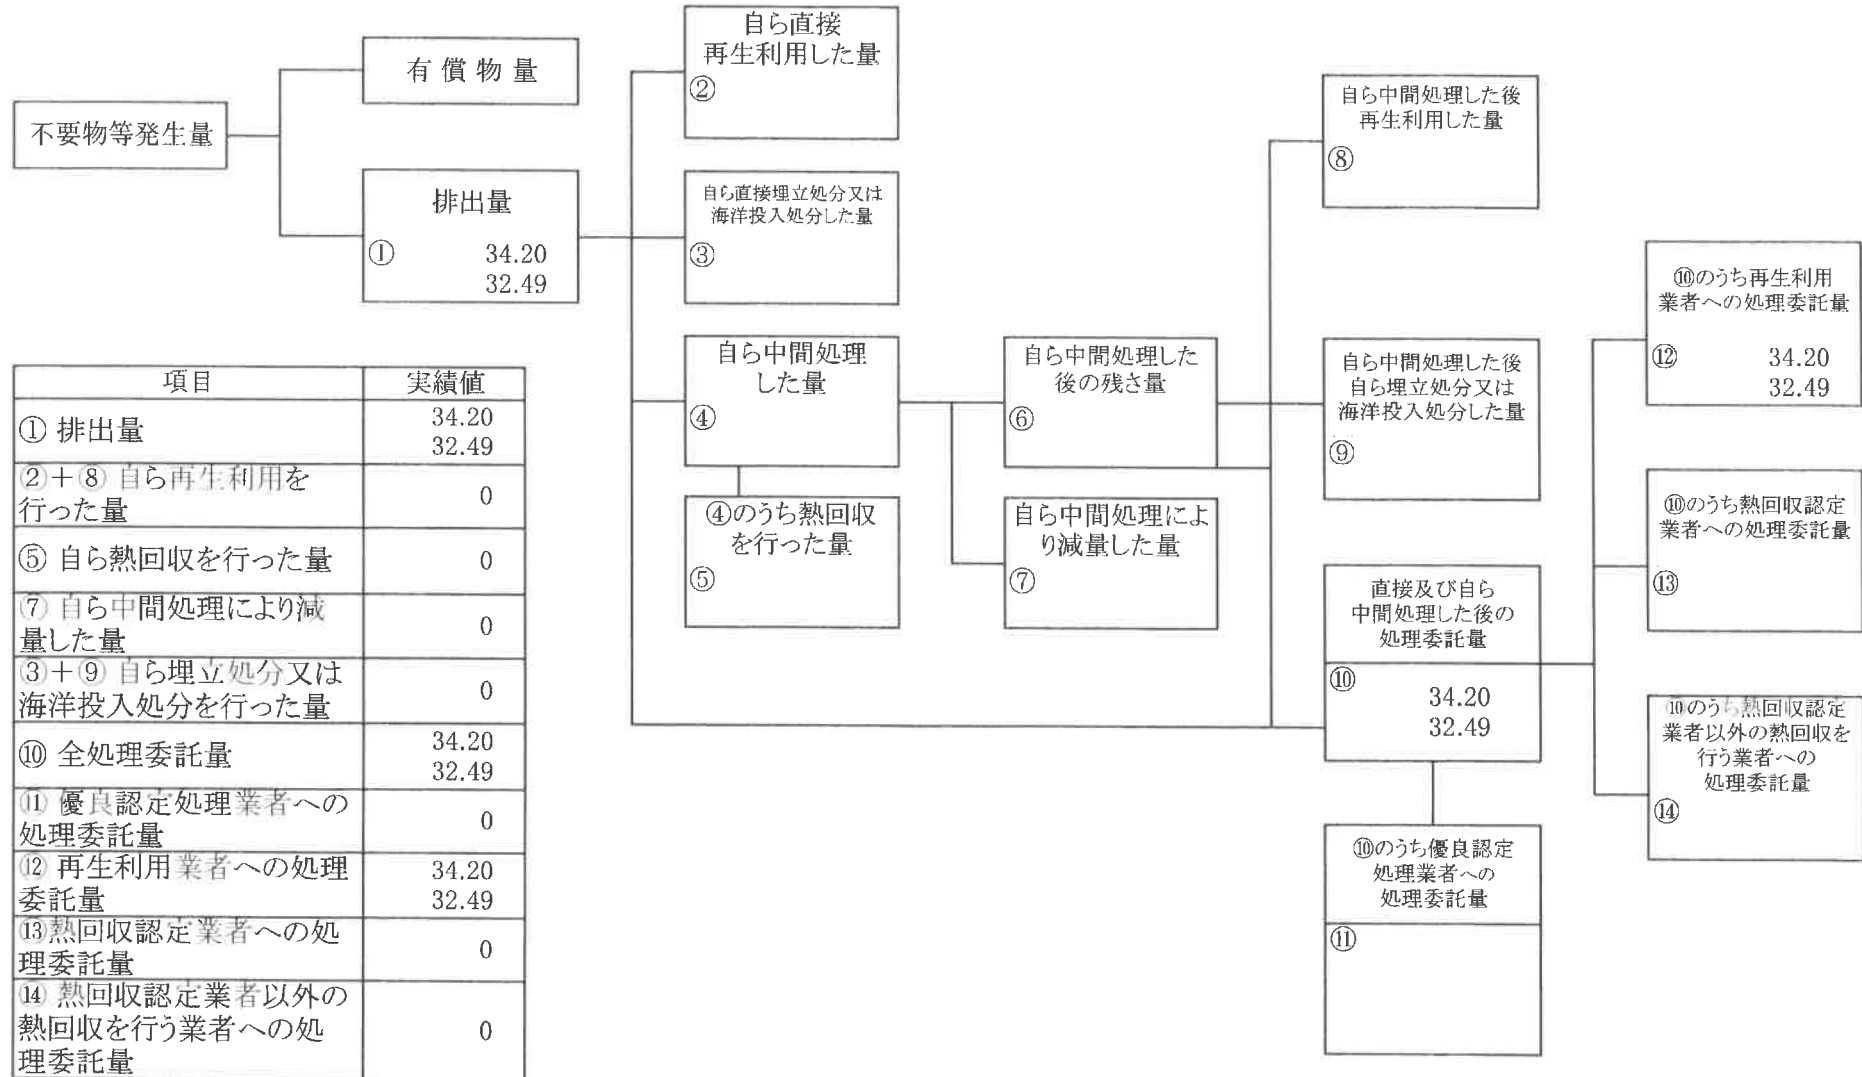 不要物等発生量
有償物量
排出量
①
34.20
32.49
自ら直接
再生利用した量
②
自ら直接埋立処分又は
海洋投入処分した量
③
自ら中間処理
した量
④
④のうち熱回収
を行った量
⑤
自ら中間処理した
後の残さ量
⑥
自ら中間処理によ
り減量した量
⑦
自ら中間処理した後
再生利用した量
⑧
自ら中間処理した後
自ら埋立処分又は
海洋投入処分した量
⑨
直接及び自ら
中間処理した後の
処理委託量
⑩
34.20
32.49
⑩のうち優良認定
処理業者への
処理委託量
⑪
⑩のうち再生利用
業者への処理委託量
⑫
34.20
32.49
⑩のうち熱回収認定
業者への処理委託量
⑬
⑩のうち熱回収認定
業者以外の熱回収を
行う業者への
処理委託量
⑭
項目 実績値
① 排出量
34.20
32.49
②+⑧ 自ら再生利用を
行った量
0
⑤ 自ら熱回収を行った量 0
⑦ 自ら中間処理により減
量した量
0
③+⑨ 自ら埋立処分又は
海洋投入処分を行った量
0
⑩ 全処理委託量
34.20
32.49
⑪ 優良認定処理業者への
処理委託量
0
⑫ 再生利用業者への処理
委託量
34.20
32.49
⑬熱回収認定業者への処
理委託量
0
⑭ 熱回収認定業者以外の
熱回収を行う業者への処
理委託量
0